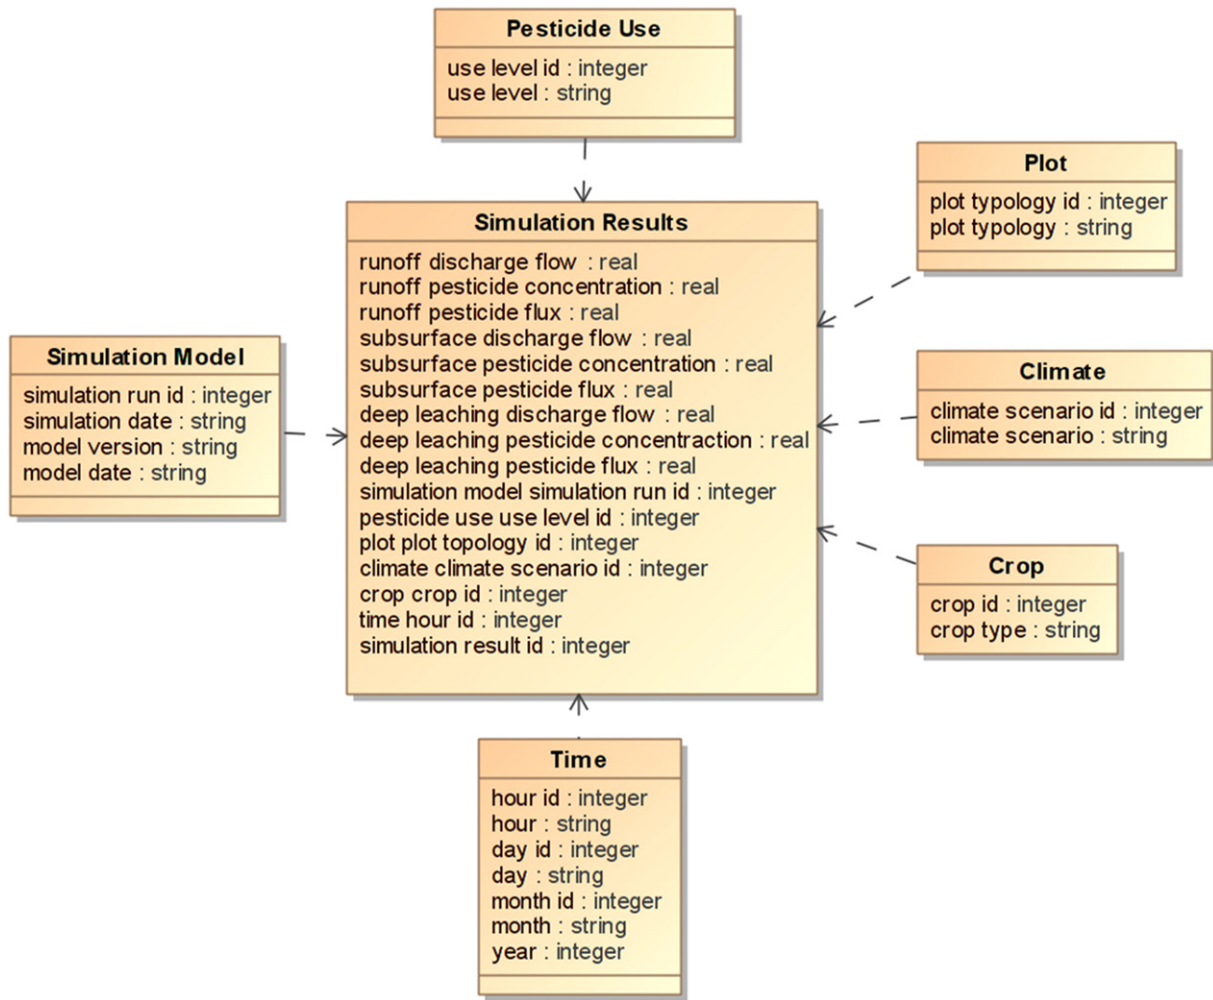 Pesticide Use
use level id : integer
use level : string
Plot
plot typology id : integer
plot typology : string
Simulation Results
runoff discharge flow : real
runoff pesticide concentration : real
runoff pesticide flux : real
subsurface discharge flow : real
subsurface pesticide concentration : real
subsurface pesticide flux : real
deep leaching discharge flow : real
deep leaching pesticide concentraction : real
deep leaching pesticide flux : real
simulation model simulation run id : integer
pesticide use use level id : integer
plot plot topology id : integer
climate climate scenario id : integer
crop crop id : integer
time hour id : integer
simulation result id : integer
Simulation Model
simulation run id : integer
simulation date : string
model version : string
model date : string
Climate
climate scenario id : integer
climate scenario : string
Crop
crop id : integer
crop type : string
Time
hour id : integer
hour : string
day id : integer
day : string
month id : integer
month : string
year : integer